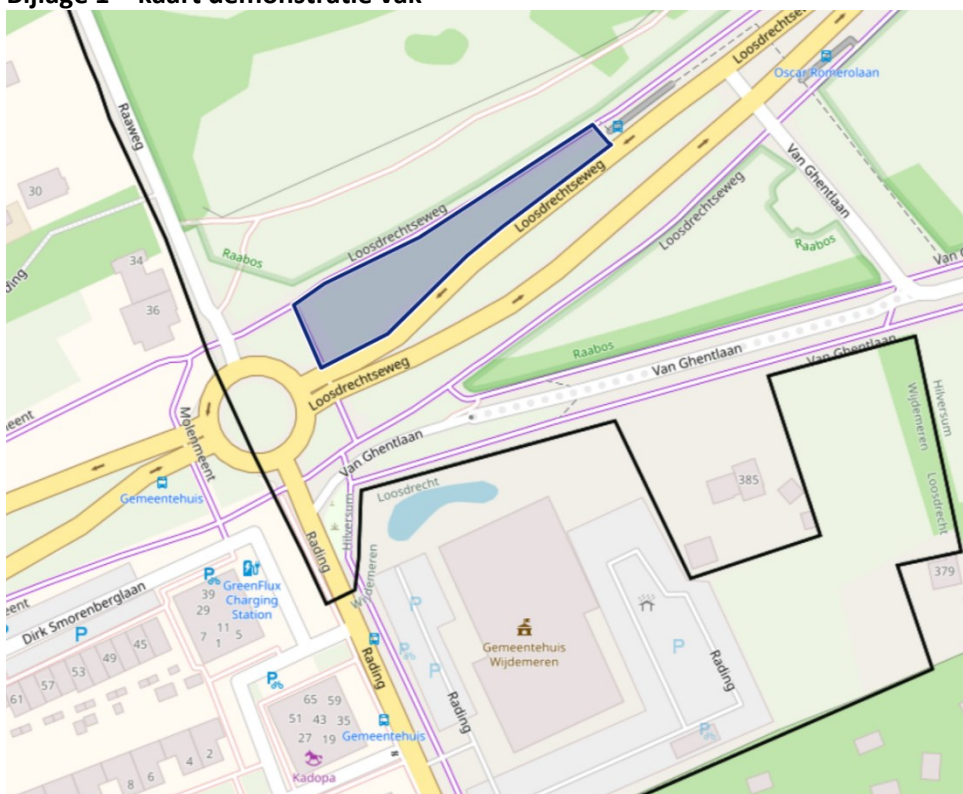 Bijlage 1 – kaart demonstratie vak
Loosdrechtseweg
Oscar Romerolaan
Raaweg
Van Ghentlaan
30
Loosdrechtseweg
Loosdrechtseweg
Loosdrechtseweg
Raabos
Raabos
34
36
Raabos
Van Ghentlaan
Van Ghentlaan
Loosdrechtseweg
Molenmeent
Hilversum
Wijdemeren
Loosdrecht
Van Ghentlaan
385
Gemeentehuis
Loosdrecht
Hilversum
Wijdemeren
Rading
379
GreenFlux
Charging
Station
39
29
11
7
5
1
Dirk Smorenberglaan
P
P
P
P
P
Gemeentehuis
Wijdemeren
45
49
53
57
61
Rading
Rading
Rading
65
59
51
43
35
27
19
Gemeentehuis
Kadopa
2
4
6
8
8